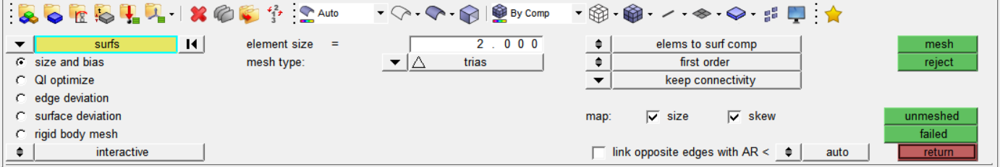 Auto By Comp
surfs element size = 2.000 elems to surf comp mesh
size and bias mesh type: trias first order reject
QI optimize keep connectivity
edge deviation
surface deviation map: size skew unmeshed
rigid body mesh failed
interactive link opposite edges with AR < auto return